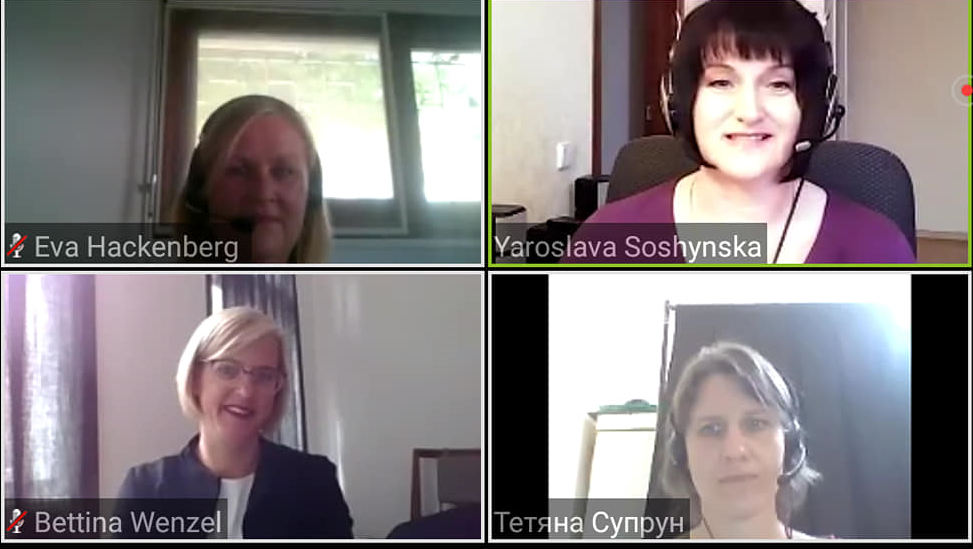 Eva Hackenberg
Yaroslava Soshynska
Bettina Wenzel
Тетяна Супрун